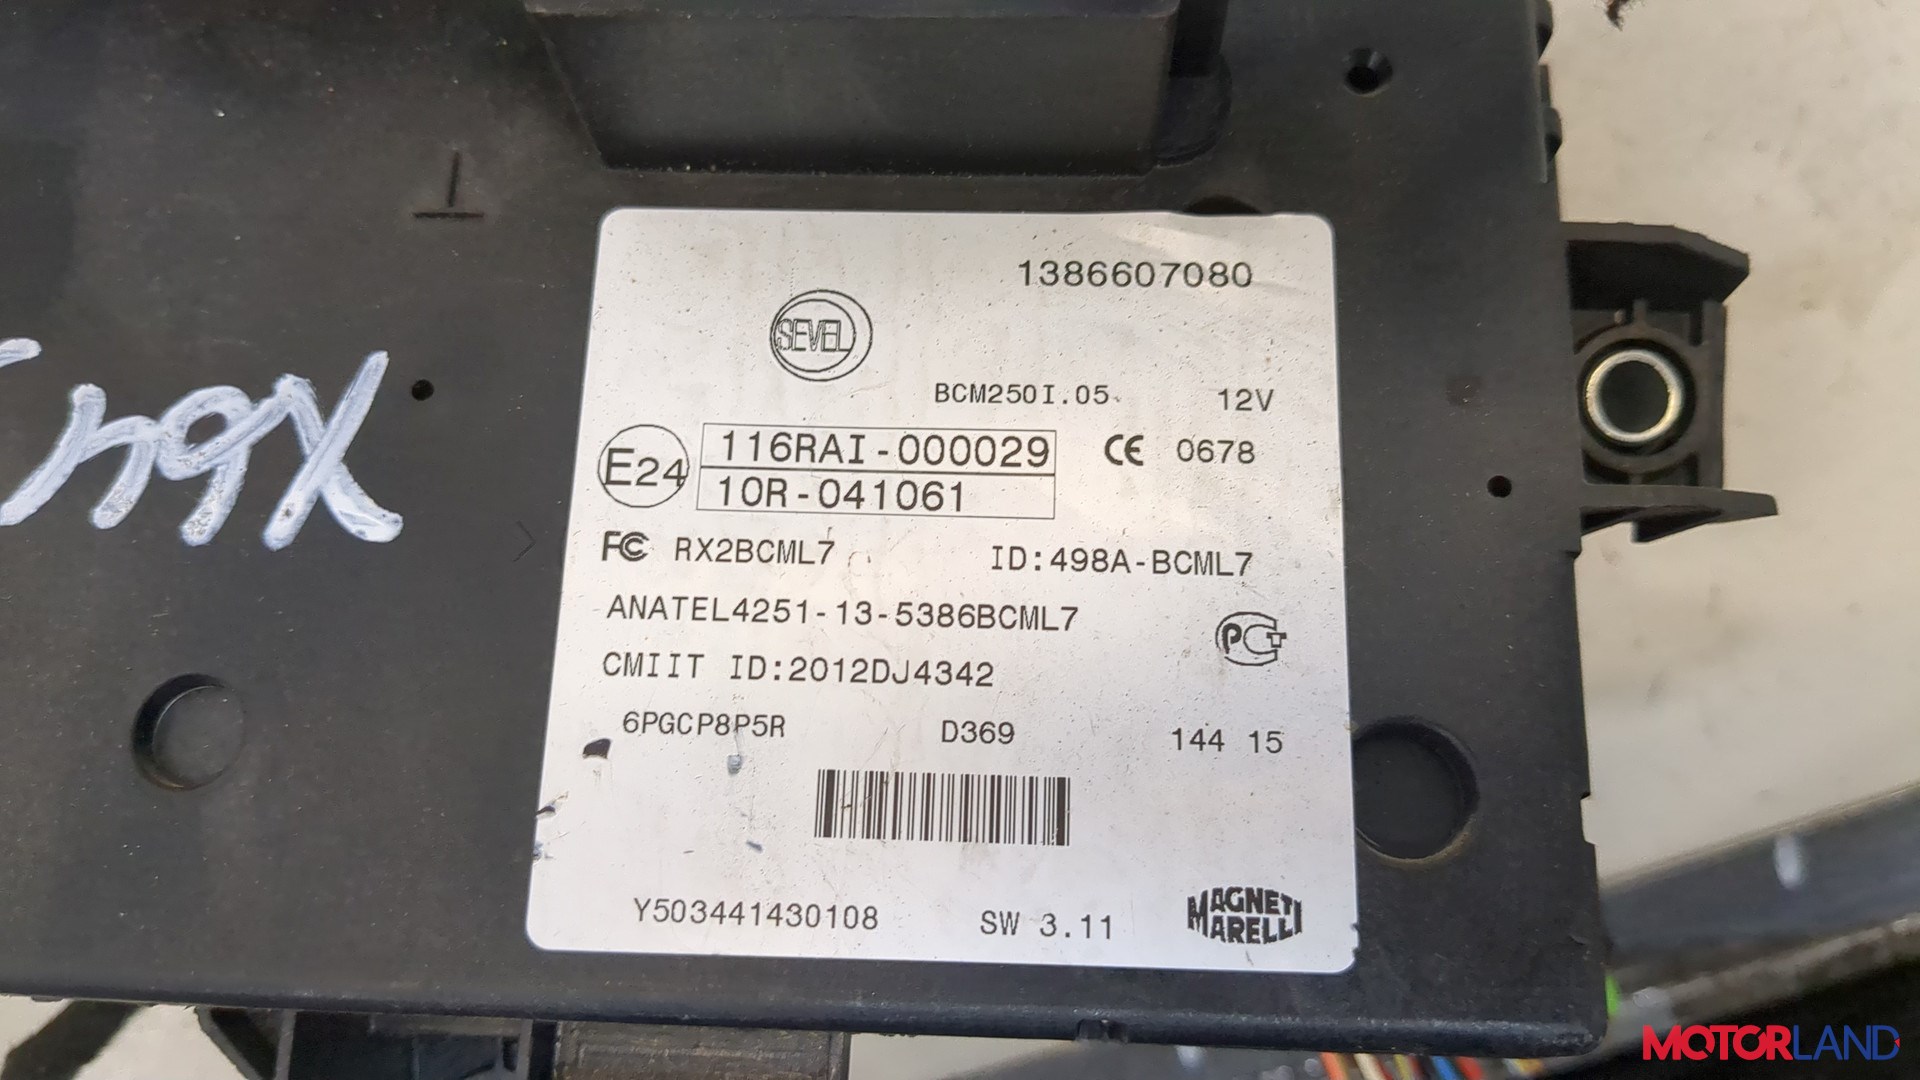 1386607080
SEVEL
BCM250I.05 12V
E24 116RAI-000029 CE 0678
10R-041061
FC RX2BCML7 ID:498A-BCML7
ANATEL4251-13-5386BCML7
PCT
CMIIT ID:2012DJ4342
6PGCP8P5R D369 144 15
Y503441430108 SW 3.11 MAGNETI MARELLI
MOTORLAND